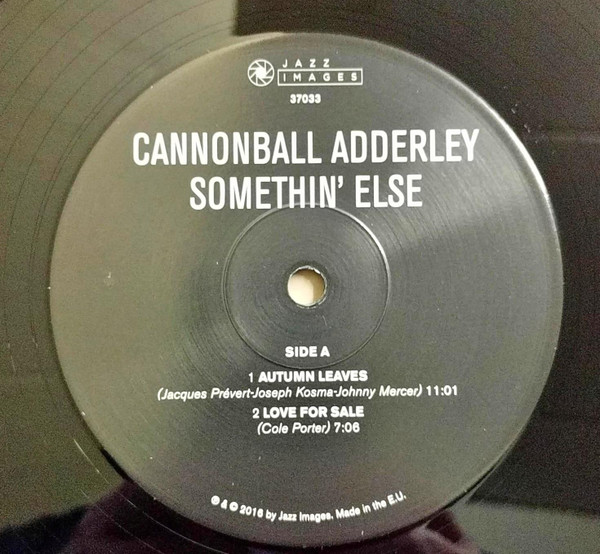 JAZZ
IMAGES
37033
CANNONBALL ADDERLEY
SOMETHIN' ELSE
SIDE A
1 AUTUMN LEAVES
(Jacques Prévert-Joseph Kosma-Johnny Mercer) 11:01
2 LOVE FOR SALE
(Cole Porter) 7:06
℗ & © 2016 by Jazz Images. Made in the E.U.